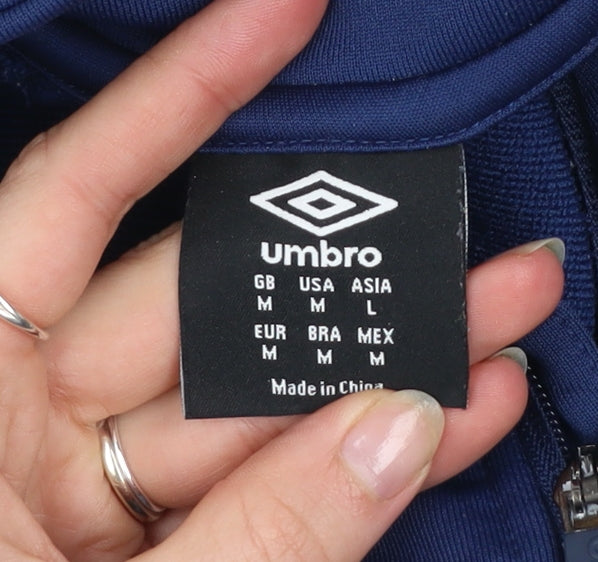 umbro
GB USA ASIA
M M L
EUR BRA MEX
M M M
Made in China